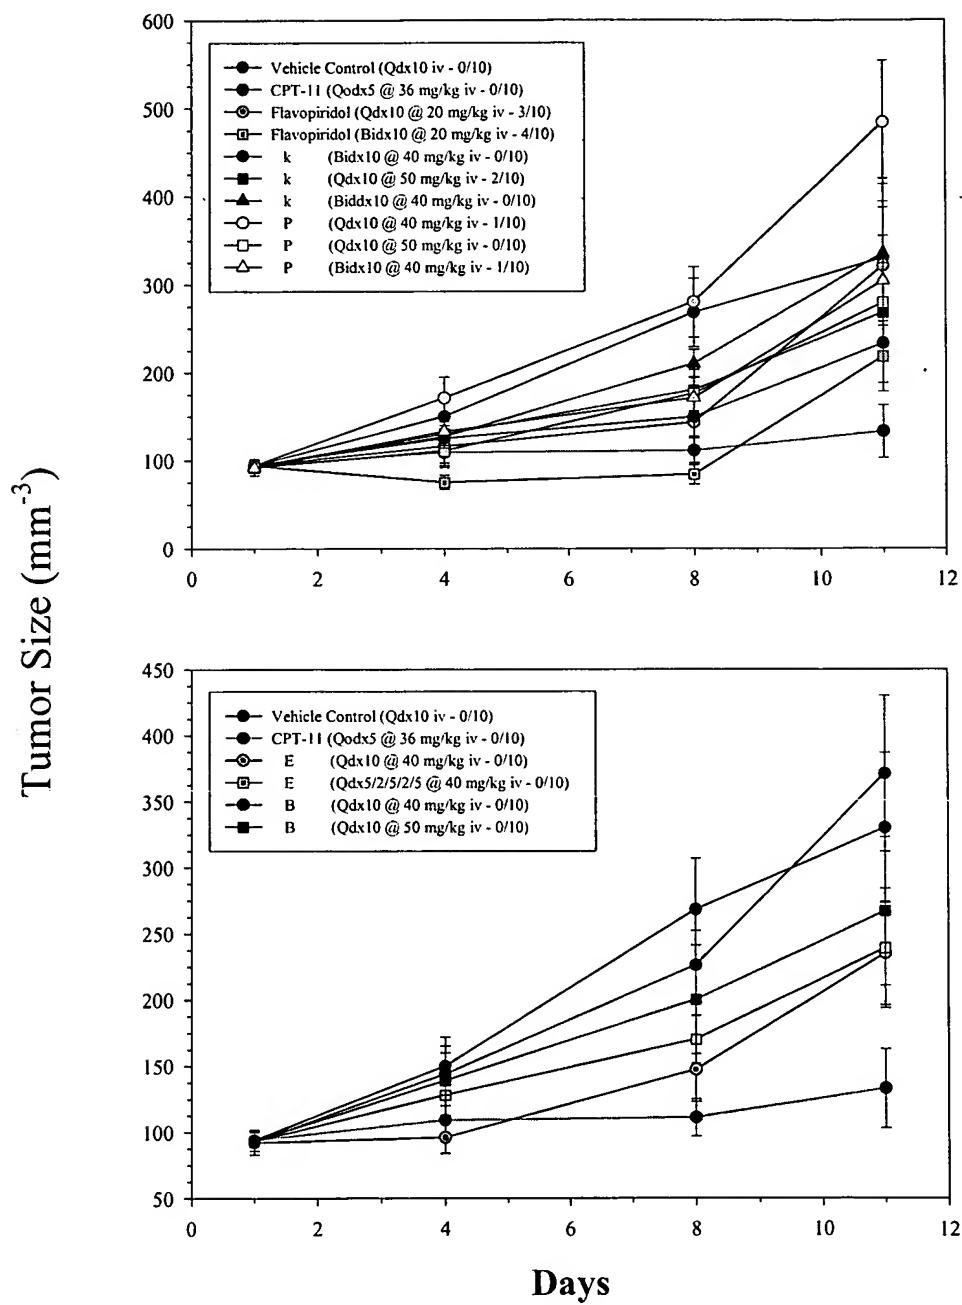 Tumor Size (mm-3)
600
500
400
300
200
100
0
Vehicle Control (Qdx10 iv - 0/10)
CPT-11 (Qodx5 @ 36 mg/kg iv - 0/10)
Flavopiridol (Qdx10 @ 20 mg/kg iv - 3/10)
Flavopiridol (Bidx10 @ 20 mg/kg iv - 4/10)
k (Bidx10 @ 40 mg/kg iv - 0/10)
k (Qdx10 @ 50 mg/kg iv - 2/10)
k (Biddx10 @ 40 mg/kg iv - 0/10)
P (Qdx10 @ 40 mg/kg iv - 1/10)
P (Qdx10 @ 50 mg/kg iv - 0/10)
P (Bidx10 @ 40 mg/kg iv - 1/10)
0 2 4 6 8 10 12
450
400
350
300
250
200
150
100
50
Vehicle Control (Qdx10 iv - 0/10)
CPT-11 (Qodx5 @ 36 mg/kg iv - 0/10)
E (Qdx10 @ 40 mg/kg iv - 0/10)
E (Qdx5/2/5/2/5 @ 40 mg/kg iv - 0/10)
B (Qdx10 @ 40 mg/kg iv - 0/10)
B (Qdx10 @ 50 mg/kg iv - 0/10)
0 2 4 6 8 10 12
Days